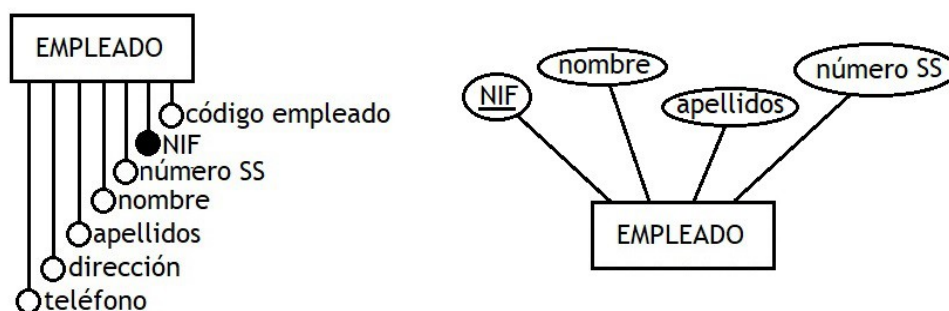 EMPLEADO
código empleado
NIF
número SS
nombre
apellidos
dirección
teléfono
NIF
nombre
apellidos
número SS
EMPLEADO